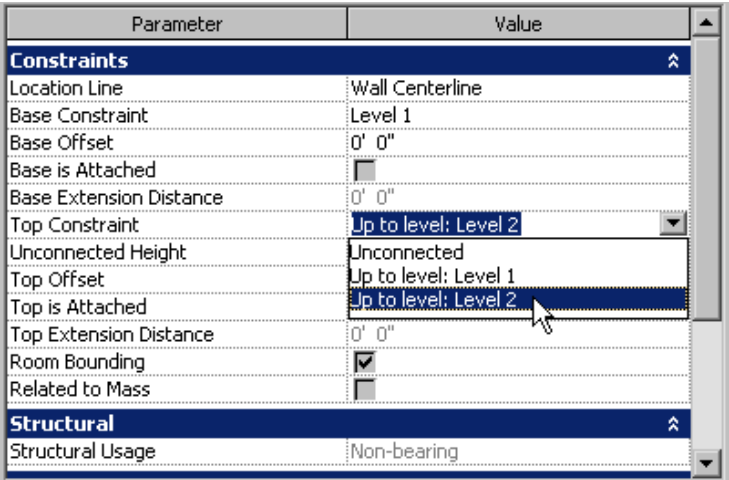 Parameter Value
Constraints
Location Line Wall Centerline
Base Constraint Level 1
Base Offset 0' 0"
Base is Attached
Base Extension Distance 0' 0"
Top Constraint Up to level: Level 2
Unconnected Height Unconnected
Top Offset Up to level: Level 1
Top is Attached Up to level: Level 2
Top Extension Distance 0' 0"
Room Bounding
Related to Mass
Structural
Structural Usage Non-bearing